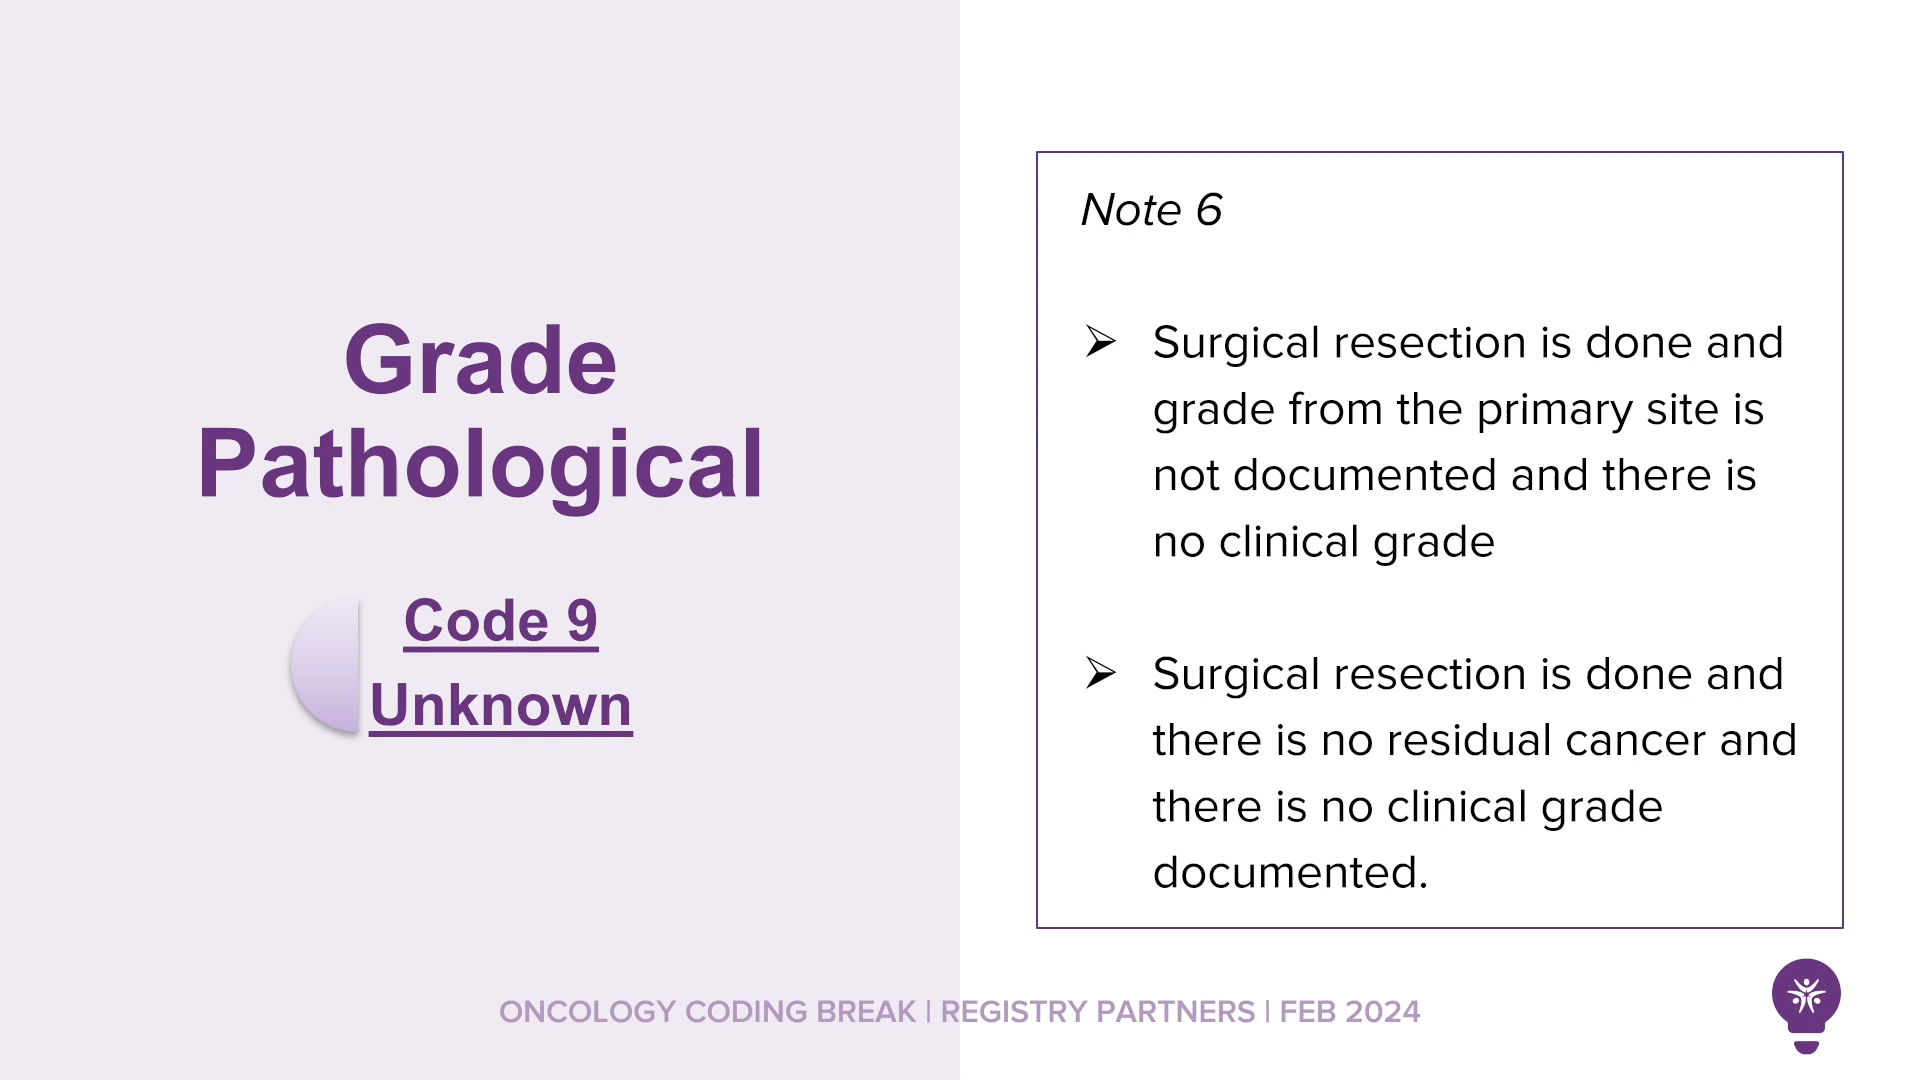 Grade
Pathological
Code 9
Unknown
Note 6
➢ Surgical resection is done and
grade from the primary site is
not documented and there is
no clinical grade
➢ Surgical resection is done and
there is no residual cancer and
there is no clinical grade
documented.
ONCOLOGY CODING BREAK | REGISTRY PARTNERS | FEB 2024